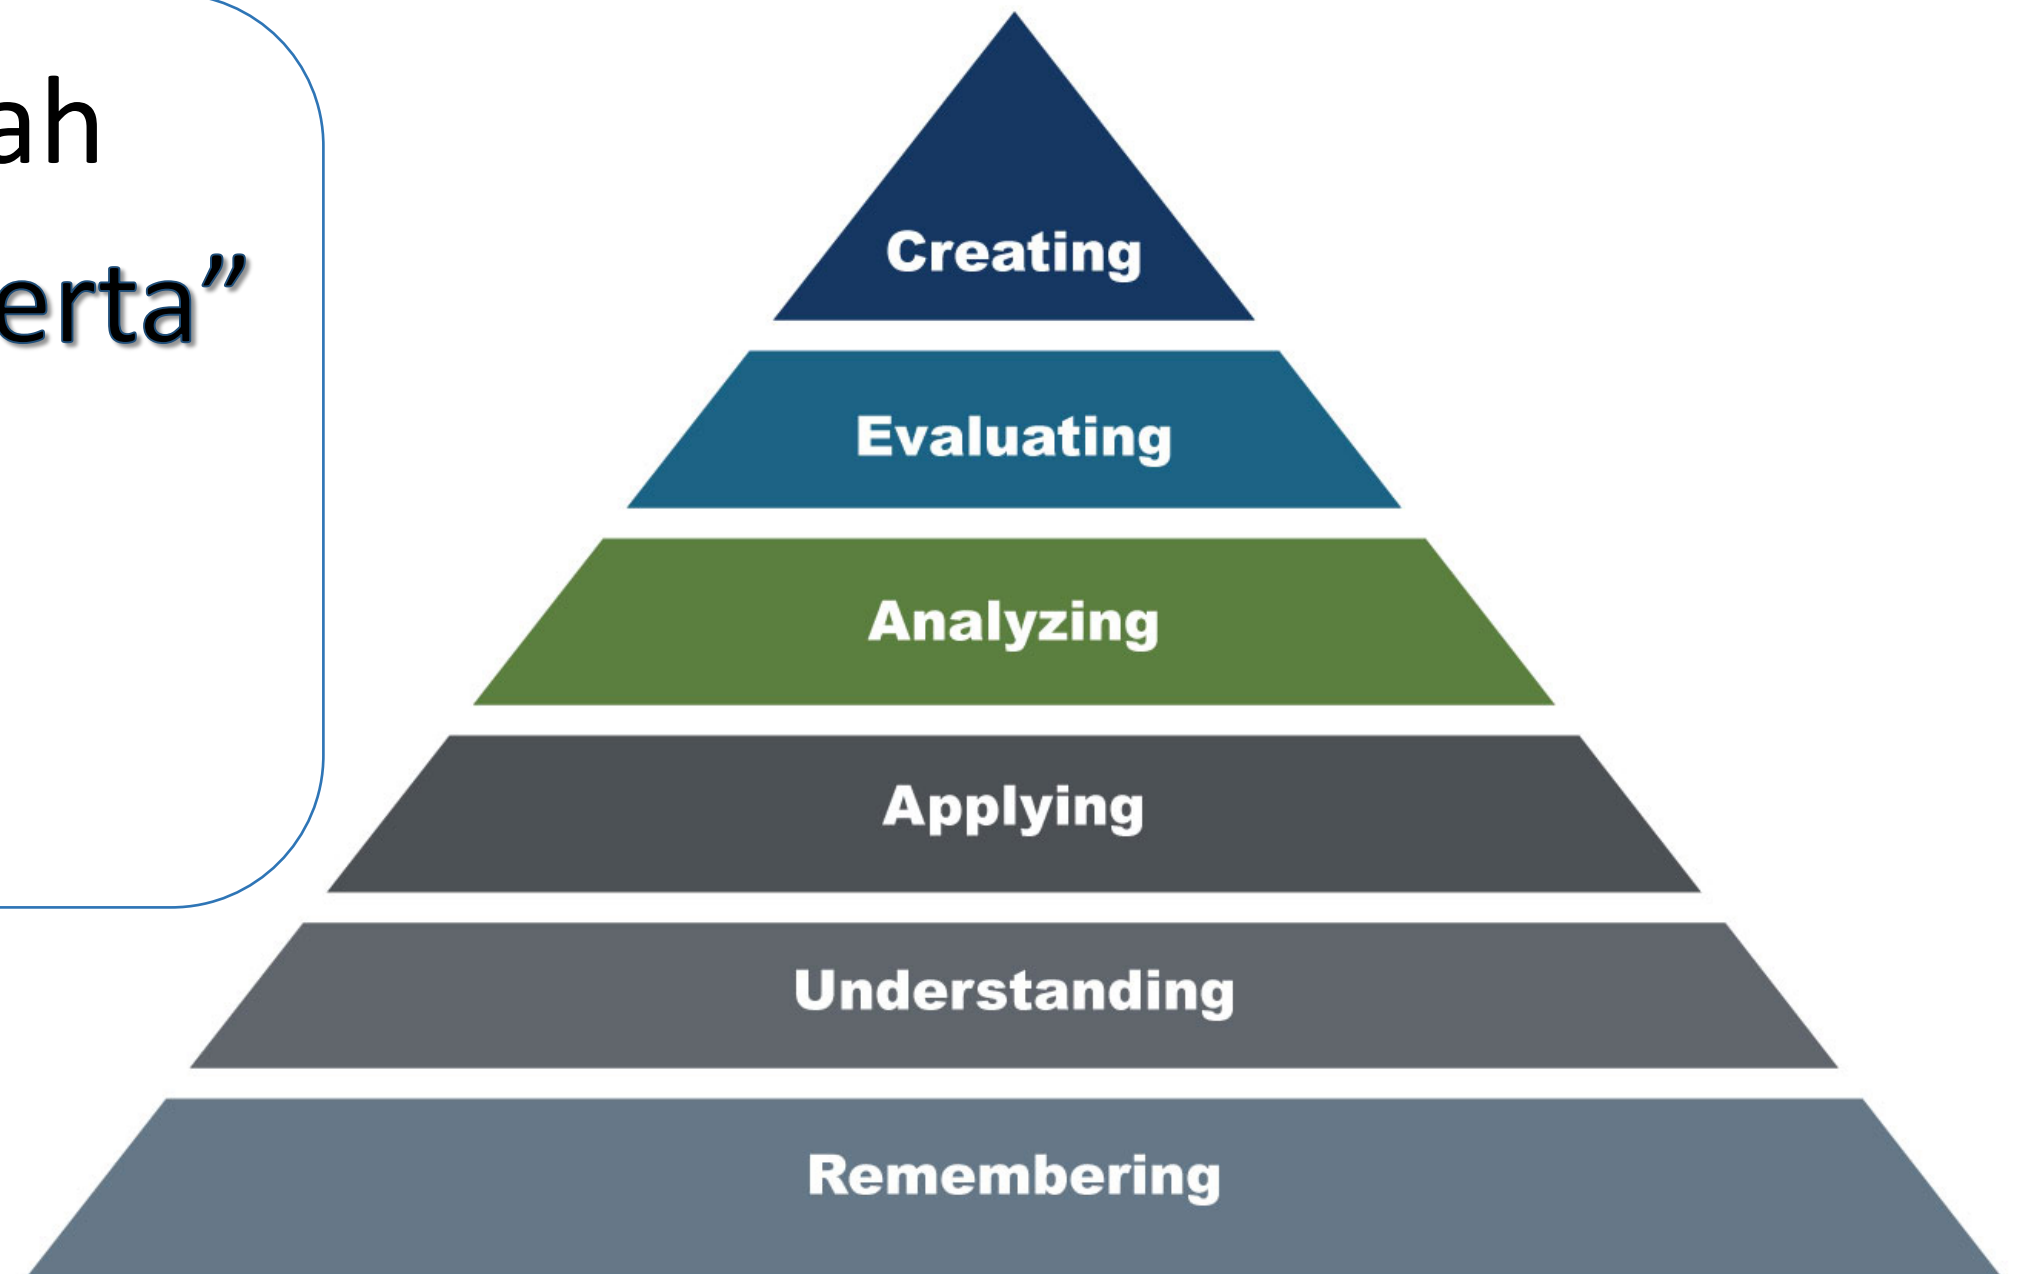 ah
erta”
Creating
Evaluating
Analyzing
Applying
Understanding
Remembering